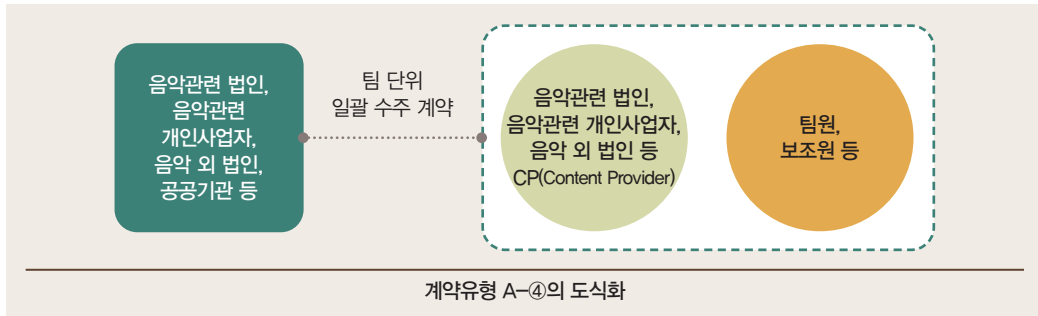 음악관련 법인,
음악관련
개인사업자,
음악 외 법인,
공공기관 등
팀 단위
일괄 수주 계약
음악관련 법인,
음악관련 개인사업자,
음악 외 법인 등
CP(Content Provider)
팀원,
보조원 등
계약유형 A-④의 도식화